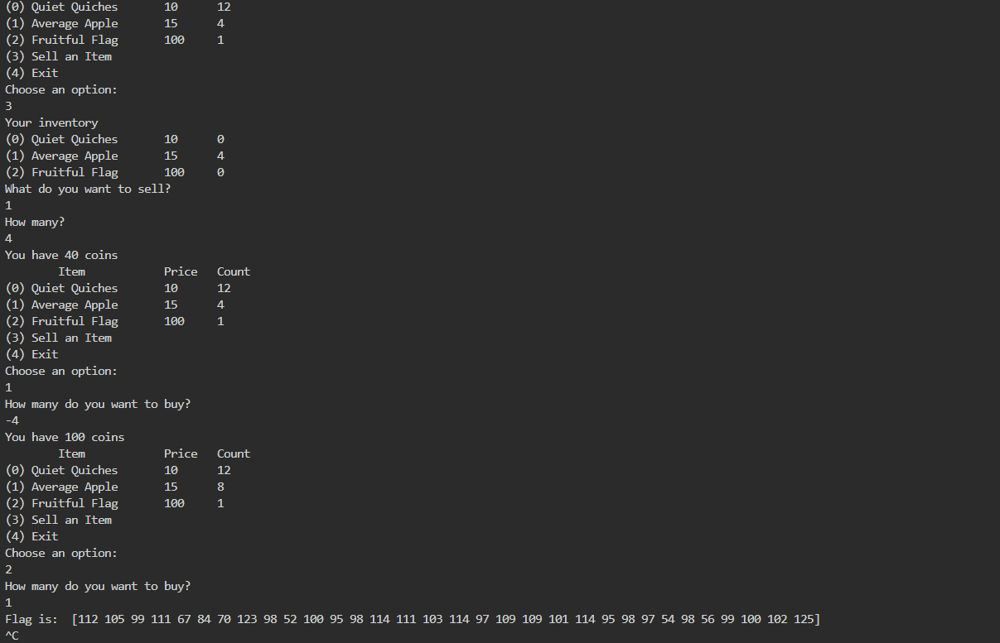 (0) Quiet Quiches 10 12
(1) Average Apple 15 4
(2) Fruitful Flag 100 1
(3) Sell an Item
(4) Exit
Choose an option:
3
Your inventory
(0) Quiet Quiches 10 0
(1) Average Apple 15 4
(2) Fruitful Flag 100 0
What do you want to sell?
1
How many?
4
You have 40 coins
Item Price Count
(0) Quiet Quiches 10 12
(1) Average Apple 15 4
(2) Fruitful Flag 100 1
(3) Sell an Item
(4) Exit
Choose an option:
1
How many do you want to buy?
-4
You have 100 coins
Item Price Count
(0) Quiet Quiches 10 12
(1) Average Apple 15 8
(2) Fruitful Flag 100 1
(3) Sell an Item
(4) Exit
Choose an option:
2
How many do you want to buy?
1
Flag is: [112 105 99 111 67 84 70 123 98 52 100 95 98 114 111 103 114 97 109 109 101 114 95 98 97 54 98 56 99 100 102 125]
^C